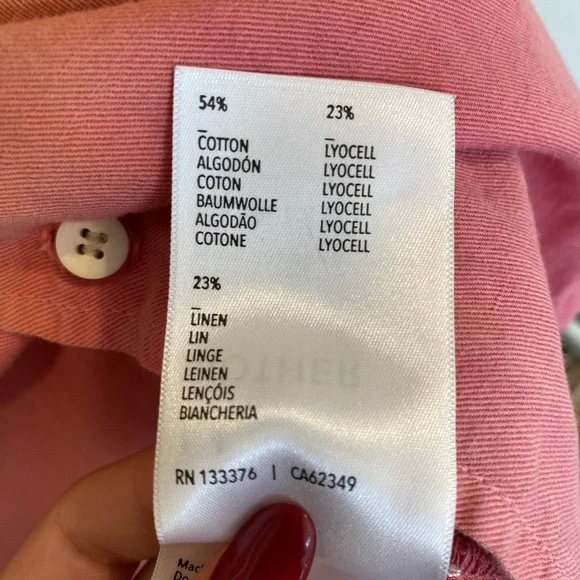 54%
COTTON
ALGODÓN
COTON
BAUMWOLLE
ALGODÃO
COTONE
23%
LYOCELL
LYOCELL
LYOCELL
LYOCELL
LYOCELL
LYOCELL
23%
LINEN
LIN
LINGE
LEINEN
LENÇÓIS
BIANCHERIA
RN 133376 | CA62349